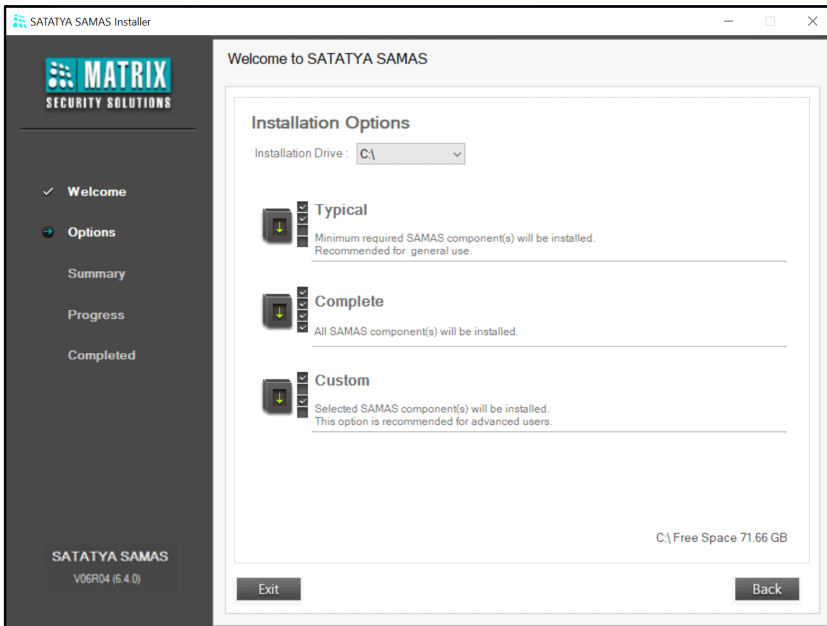 SATATYA SAMAS Installer
MATRIX
SECURITY SOLUTIONS
Welcome
Options
Summary
Progress
Completed
SATATYA SAMAS
V06R04 (6.4.0)
Welcome to SATATYA SAMAS
Installation Options
Installation Drive : C:\
Typical
Minimum required SAMAS component(s) will be installed.
Recommended for general use.
Complete
All SAMAS component(s) will be installed.
Custom
Selected SAMAS component(s) will be installed.
This option is recommended for advanced users.
C:\ Free Space 71.66 GB
Exit
Back